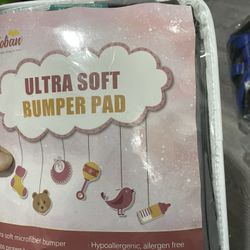 ULTRA SOFT
BUMPER PAD
soft microfiber bumper
Hypoallergenic, allergen free